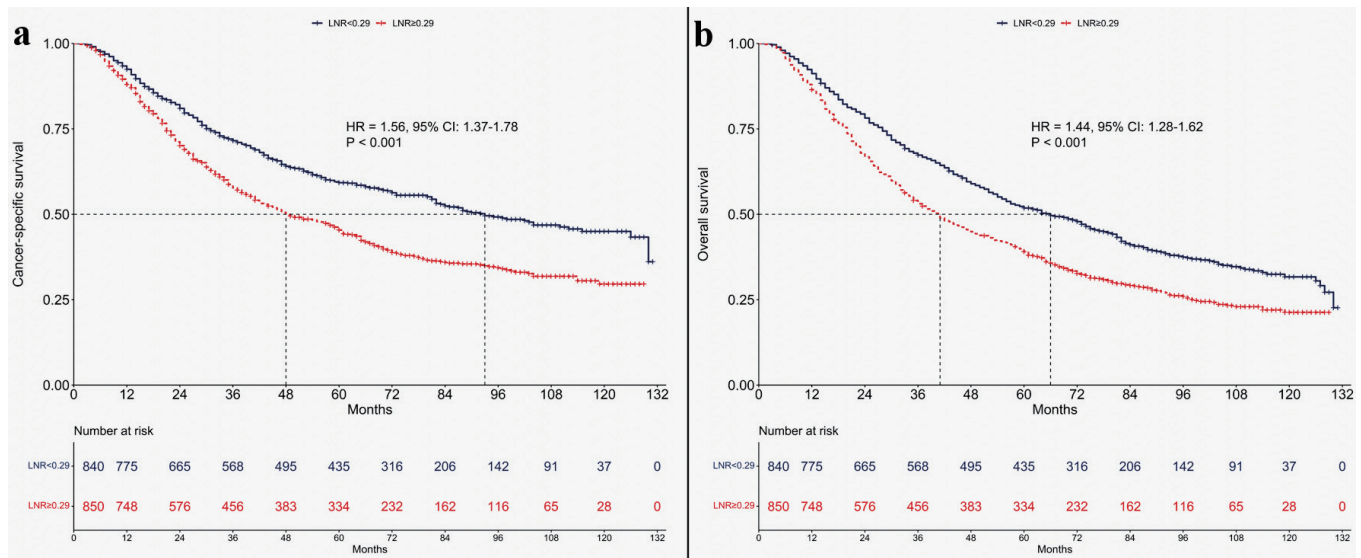 a
LNR<0.29 LNR≥0.29
Cancer-specific survival
1.00
0.75
0.50
0.25
0.00
HR = 1.56, 95% CI: 1.37-1.78
P < 0.001
0 12 24 36 48 60 72 84 96 108 120 132
Months
Number at risk
LNR<0.29 840 775 665 568 495 435 316 206 142 91 37 0
LNR≥0.29 850 748 576 456 383 334 232 162 116 65 28 0
0 12 24 36 48 60 72 84 96 108 120 132
Months
b
LNR<0.29 LNR≥0.29
Overall survival
1.00
0.75
0.50
0.25
0.00
HR = 1.44, 95% CI: 1.28-1.62
P < 0.001
0 12 24 36 48 60 72 84 96 108 120 132
Months
Number at risk
LNR<0.29 840 775 665 568 495 435 316 206 142 91 37 0
LNR≥0.29 850 748 576 456 383 334 232 162 116 65 28 0
0 12 24 36 48 60 72 84 96 108 120 132
Months